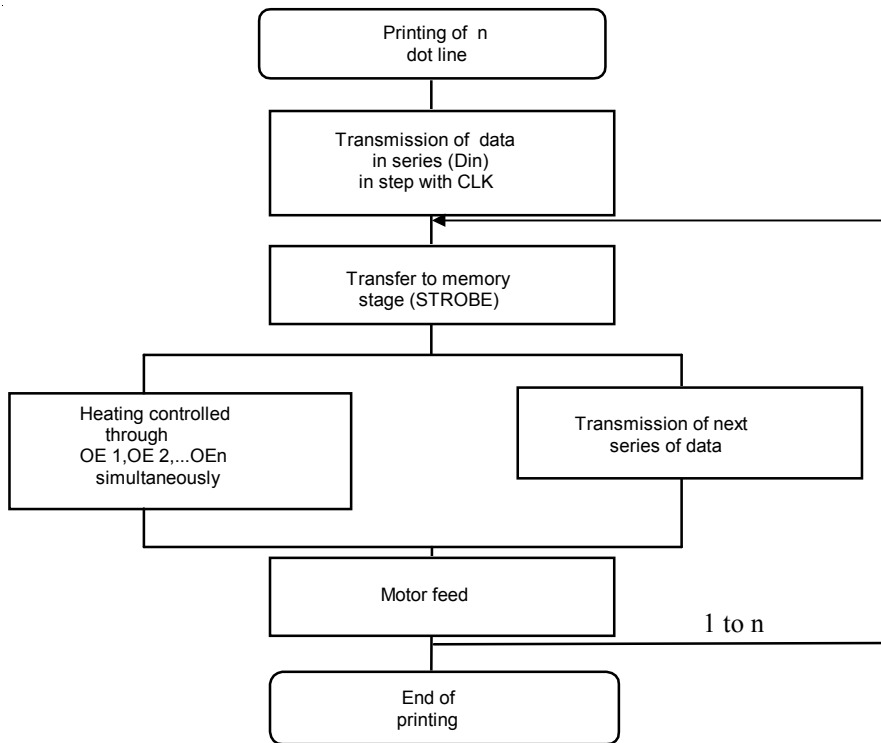 Printing of n
dot line
Transmission of data
in series (Din)
in step with CLK
Transfer to memory
stage (STROBE)
Heating controlled
through
OE 1,OE 2,...OEn
simultaneously
Transmission of next
series of data
Motor feed
1 to n
End of
printing